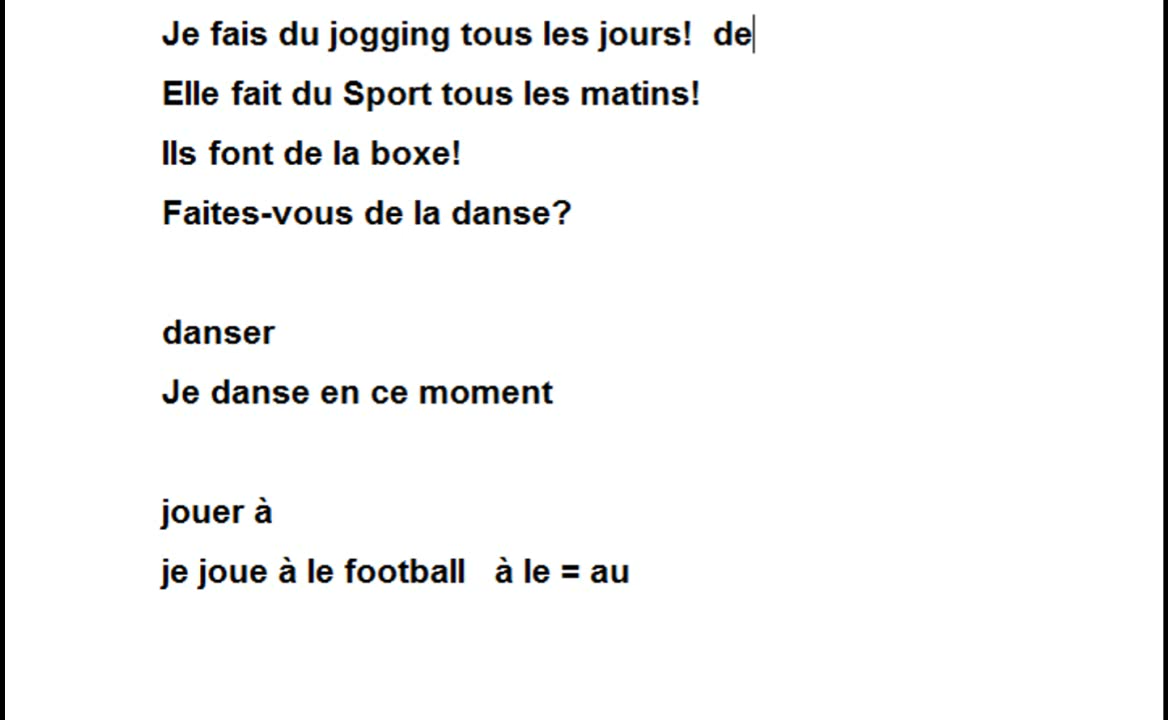 Je fais du jogging tous les jours!  de
Elle fait du Sport tous les matins!
Ils font de la boxe!
Faites-vous de la danse?
danser
Je danse en ce moment
jouer à
je joue à le football   à le = au